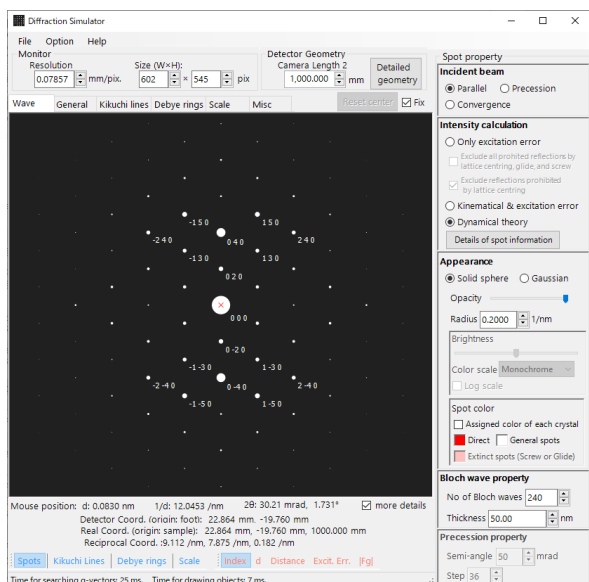 Diffraction Simulator
File Option Help
Monitor
Resolution Size (W×H):
0.07857 mm/pix. 602 × 545 pix
Detector Geometry
Camera Length 2
1,000.000 mm
Detailed geometry
Wave General Kikuchi lines Debye rings Scale Misc
Reset center Fix
-1 5 0 1 5 0
-2 4 0 0 4 0 2 4 0
-1 3 0 1 3 0
0 2 0
0 0 0
0 -2 0
-1 -3 0 1 -3 0
-2 -4 0 0 -4 0 2 -4 0
-1 -5 0 1 -5 0
Mouse position: d: 0.0830 nm 1/d: 12.0453 /nm 2θ: 30.21 mrad, 1.731° more details
Detector Coord. (origin: foot): 22.864 mm, -19.760 mm
Real Coord. (origin: sample): 22.864 mm, -19.760 mm, 1000.000 mm
Reciprocal Coord.: 9.112 /nm, 7.875 /nm, 0.182 /nm
Spots Kikuchi Lines Debye rings Scale Index d Distance Excit. Err. |Fg|
Time for searching g-vectors: 25 ms. Time for drawing objects: 7 ms.
Spot property
Incident beam
Parallel Precession
Convergence
Intensity calculation
Only excitation error
Exclude all prohited reflections by
lattice centring, glide, and screw
Exclude reflections prohibited
by lattice centring
Kinematical & excitation error
Dynamical theory
Details of spot information
Appearance
Solid sphere Gaussian
Opacity
Radius 0.2000 1/nm
Brightness
Color scale Monochrome
Log scale
Spot color
Assigned color of each crystal
Direct General spots
Extinct spots (Screw or Glide)
Bloch wave property
No of Bloch waves 240
Thickness 50.00 nm
Precession property
Semi-angle 50 mrad
Step 36